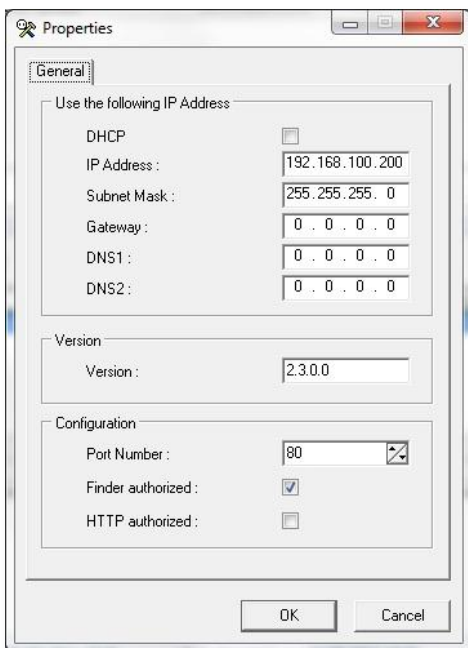 Properties
General
Use the following IP Address
DHCP
IP Address : 192.168.100.200
Subnet Mask : 255.255.255. 0
Gateway : 0 . 0 . 0 . 0
DNS1 : 0 . 0 . 0 . 0
DNS2 : 0 . 0 . 0 . 0
Version
Version : 2.3.0.0
Configuration
Port Number : 80
Finder authorized :
HTTP authorized :
OK Cancel